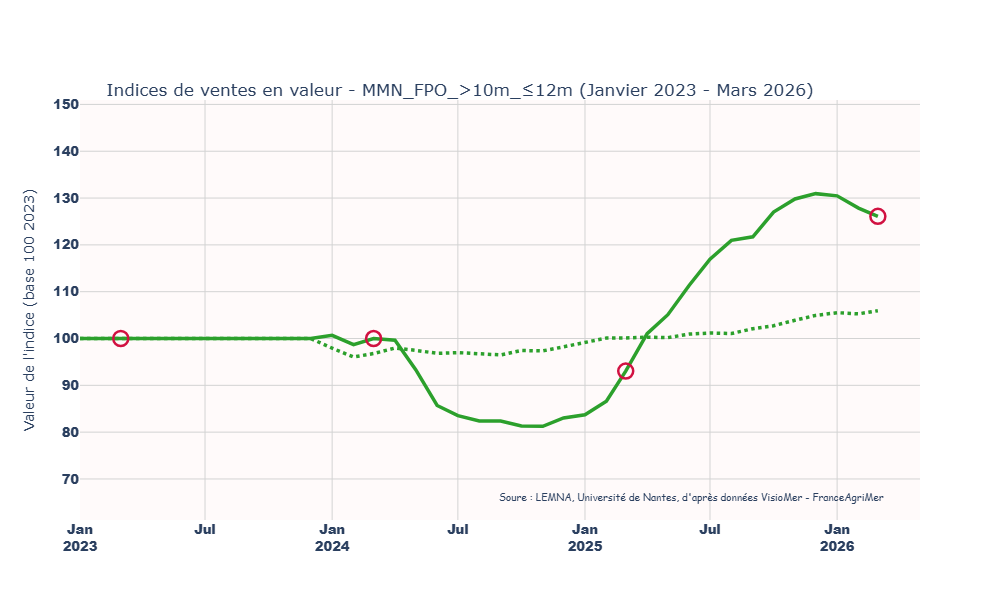 Indices de ventes en valeur - MMN_FPO_>10m_≤12m (Janvier 2023 - Mars 2026)
Valeur de l'indice (base 100 2023)
150
140
130
120
110
100
90
80
70
Soure : LEMNA, Université de Nantes, d'après données VisioMer - FranceAgriMer
Jan Jul Jan Jul Jan Jul Jan
2023 2024 2025 2026